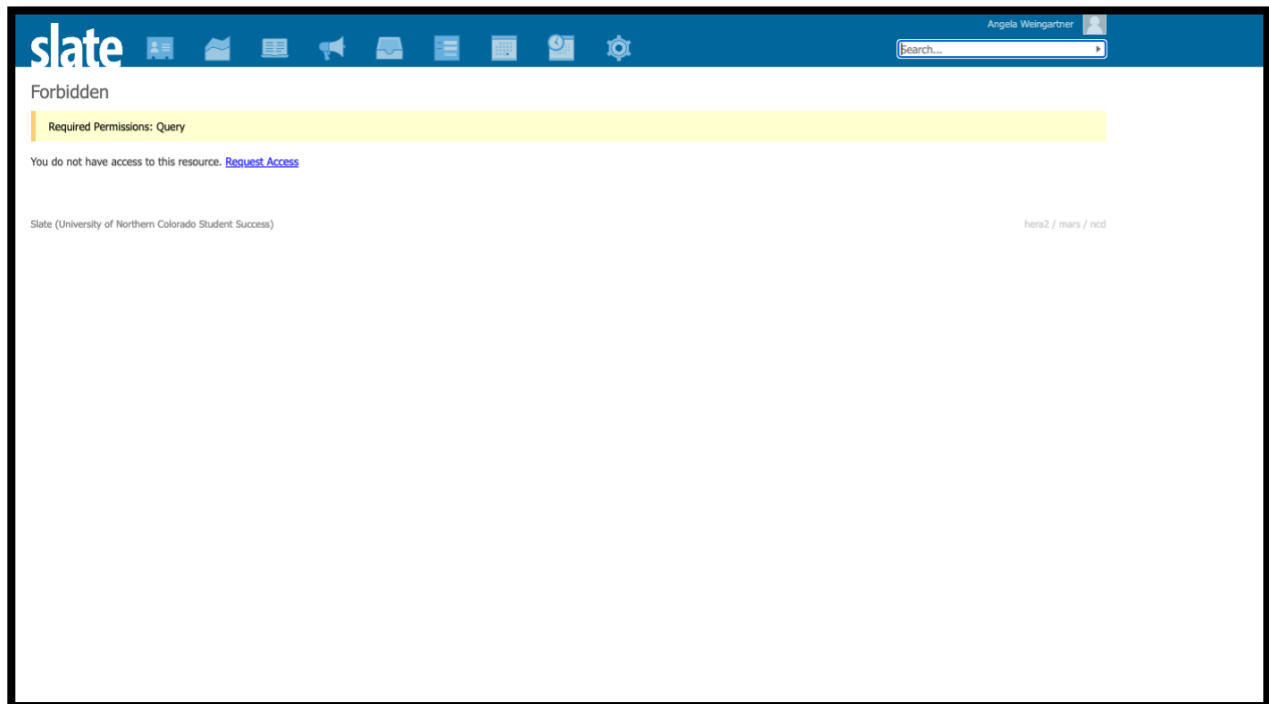 Angela Weingartner
slate
Search...
Forbidden
Required Permissions: Query
You do not have access to this resource. Request Access
Slate (University of Northern Colorado Student Success)
hera2 / mars / ncd